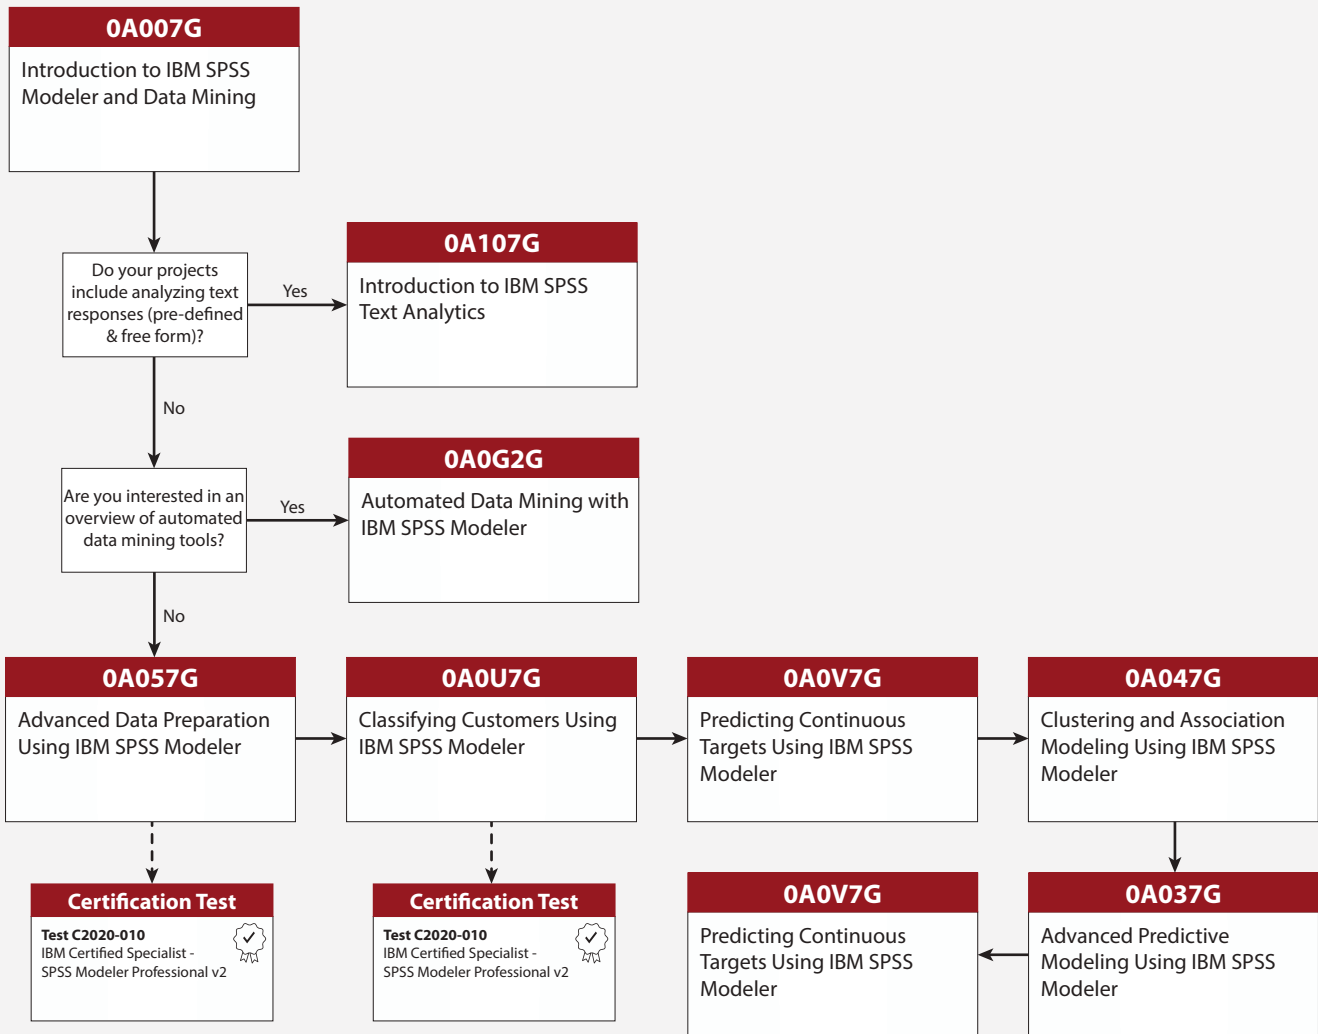 0A007G
Introduction to IBM SPSS
Modeler and Data Mining
Do your projects
include analyzing text
responses (pre-defined
& free form)?
Yes
0A107G
Introduction to IBM SPSS
Text Analytics
No
Are you interested in an
overview of automated
data mining tools?
Yes
0A0G2G
Automated Data Mining with
IBM SPSS Modeler
No
0A057G
Advanced Data Preparation
Using IBM SPSS Modeler
0A0U7G
Classifying Customers Using
IBM SPSS Modeler
0A0V7G
Predicting Continuous
Targets Using IBM SPSS
Modeler
0A047G
Clustering and Association
Modeling Using IBM SPSS
Modeler
Certification Test
Test C2020-010
IBM Certified Specialist -
SPSS Modeler Professional v2
Certification Test
Test C2020-010
IBM Certified Specialist -
SPSS Modeler Professional v2
0A0V7G
Predicting Continuous
Targets Using IBM SPSS
Modeler
0A037G
Advanced Predictive
Modeling Using IBM SPSS
Modeler